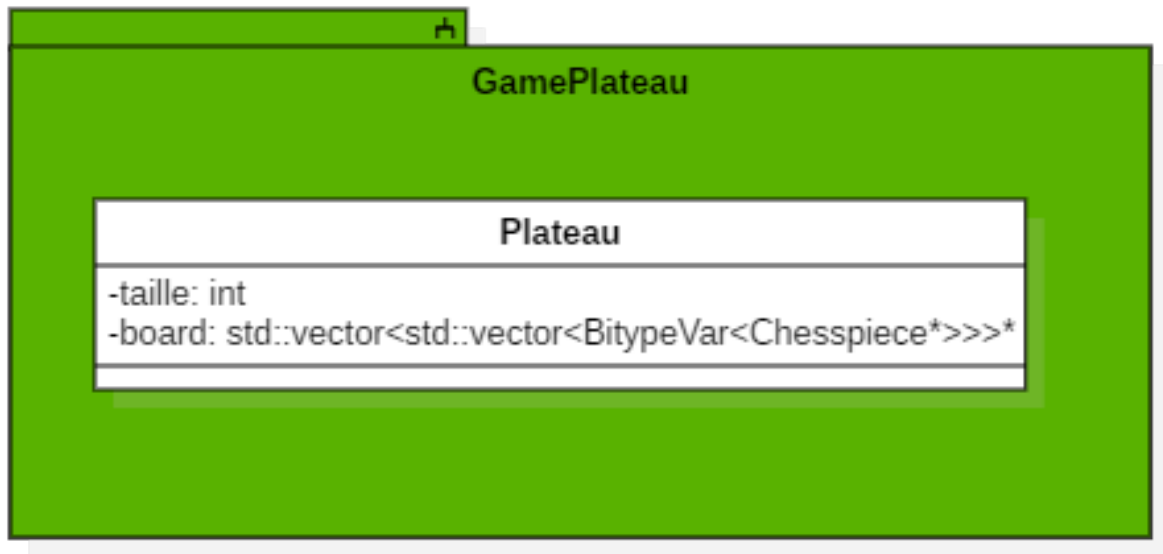 GamePlateau
Plateau
-taille: int
-board: std::vector<std::vector<BitypeVar<Chesspiece*>>>*